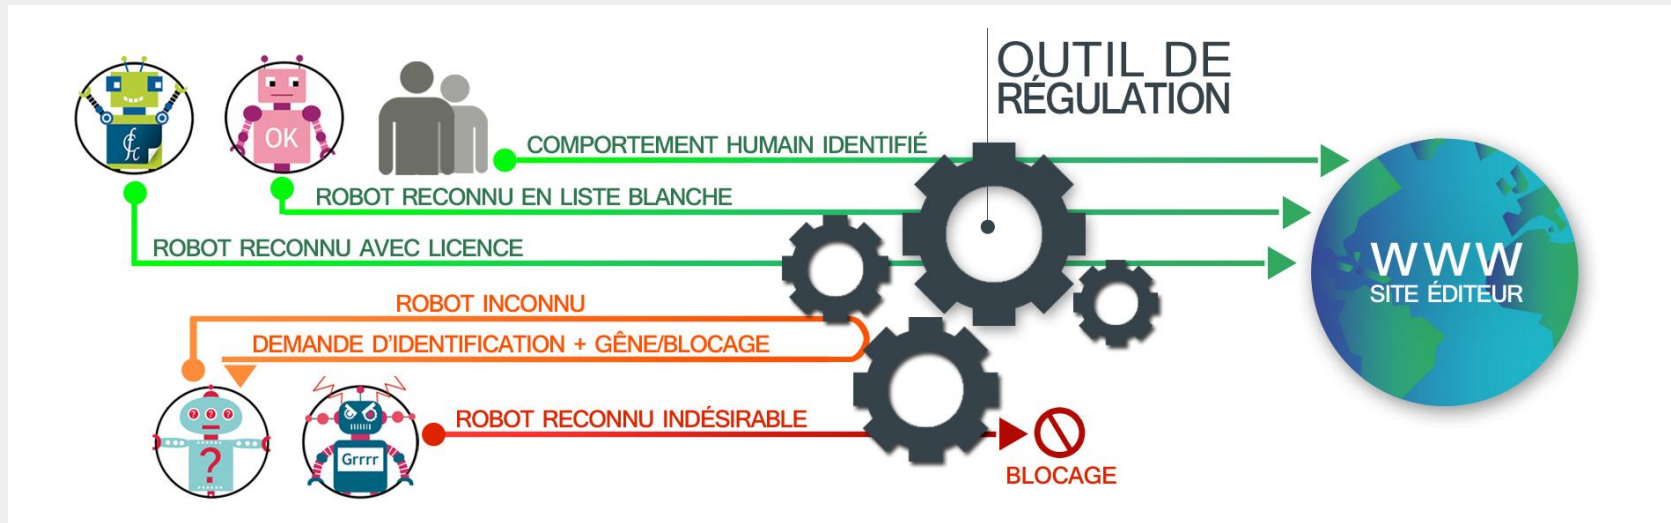 OUTIL DE
RÉGULATION
OK
COMPORTEMENT HUMAIN IDENTIFIÉ
ROBOT RECONNU EN LISTE BLANCHE
ROBOT RECONNU AVEC LICENCE
WWW
SITE ÉDITEUR
ROBOT INCONNU
DEMANDE D'IDENTIFICATION + GÊNE/BLOCAGE
? ? ?
?
ROBOT RECONNU INDÉSIRABLE
Grrrr
BLOCAGE